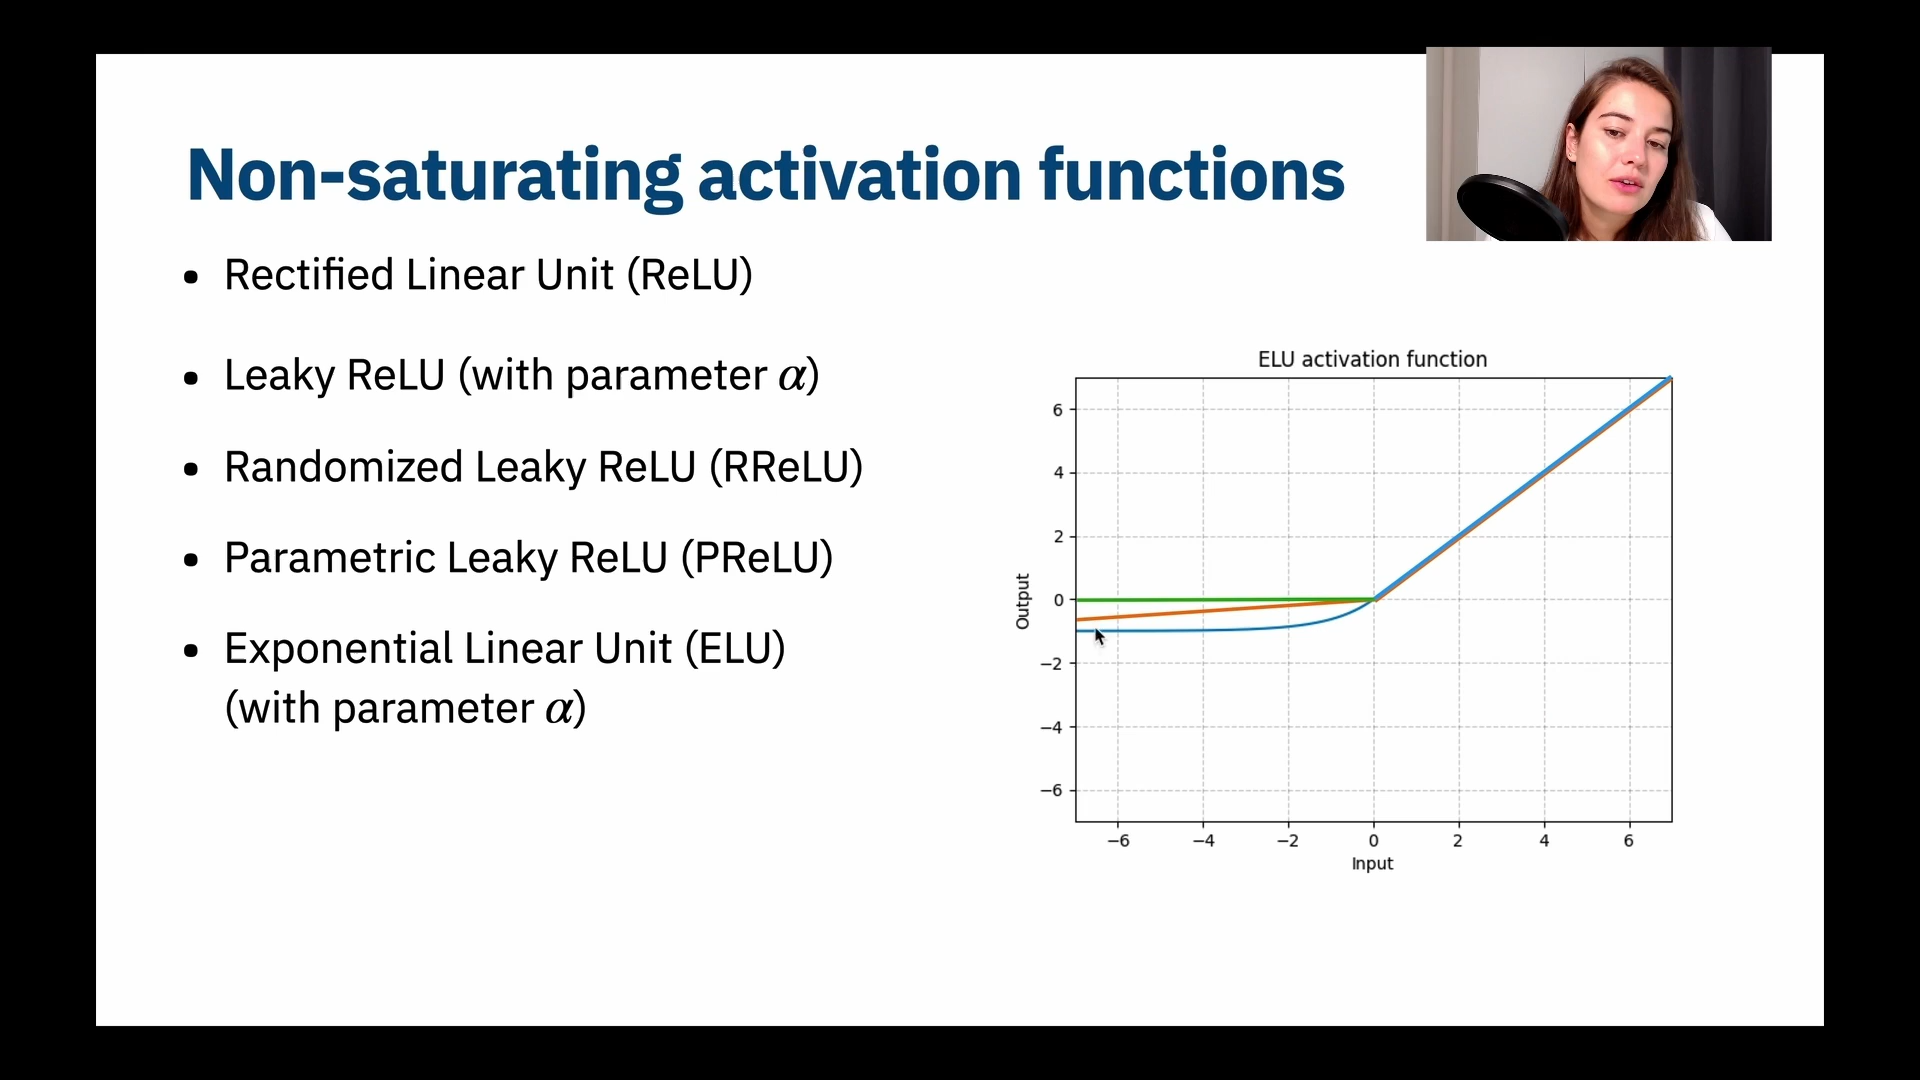 Non-saturating activation functions
• Rectified Linear Unit (ReLU)
• Leaky ReLU (with parameter α)
• Randomized Leaky ReLU (RReLU)
• Parametric Leaky ReLU (PReLU)
• Exponential Linear Unit (ELU)
(with parameter α)
ELU activation function
6
4
2
0
−2
−4
−6
Output
−6 −4 −2 0 2 4 6
Input